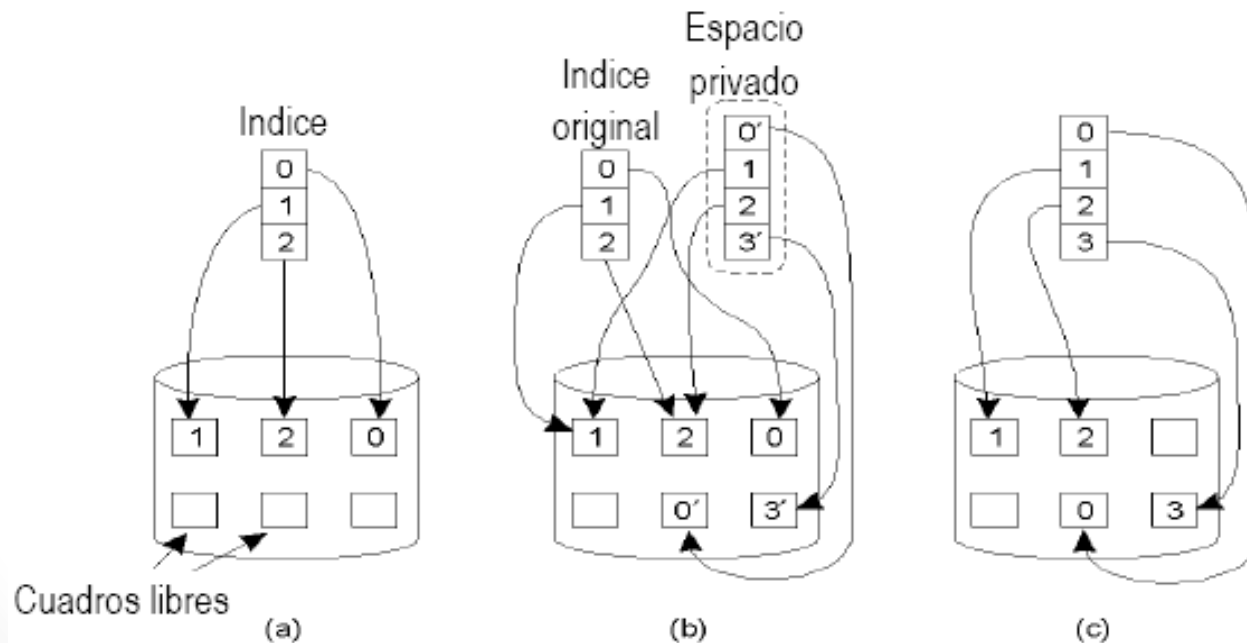 Indice
0
1
2
1 2 0
Cuadros libres
(a)
Indice
original
0
1
2
Espacio
privado
0′
1
2
3′
1 2 0
0′ 3′
(b)
0
1
2
3
1 2
0 3
(c)